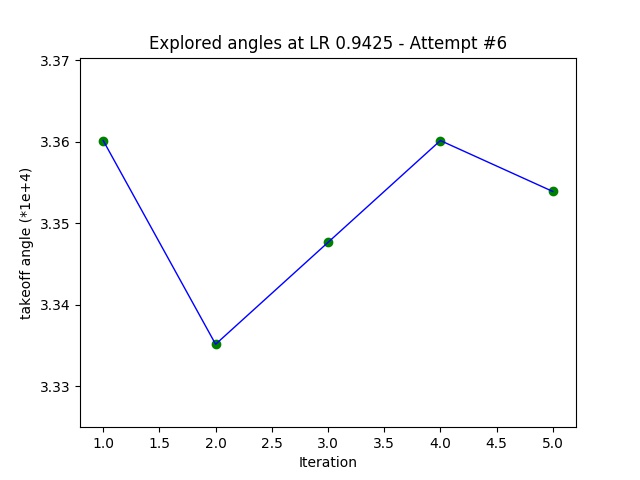 Explored angles at LR 0.9425 - Attempt #6
takeoff angle (*1e+4)
3.37
3.36
3.35
3.34
3.33
1.0 1.5 2.0 2.5 3.0 3.5 4.0 4.5 5.0
Iteration